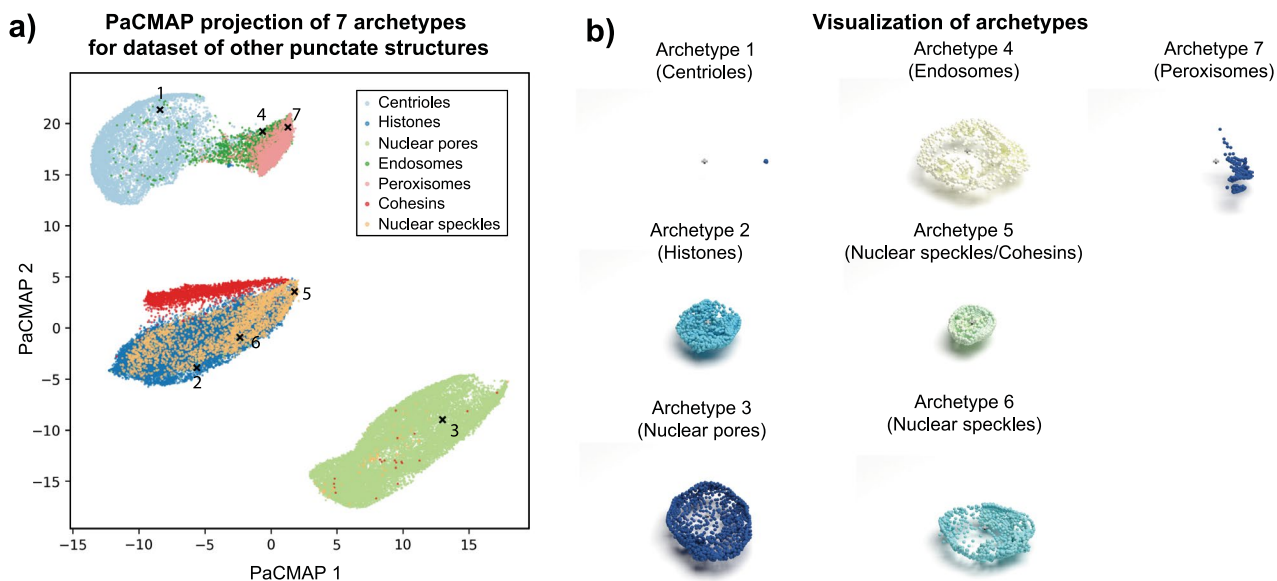 a)
PaCMAP projection of 7 archetypes
for dataset of other punctate structures
PaCMAP 2
20
15
10
5
0
−5
−10
−15
−15
−10
−5
0
5
10
15
PaCMAP 1
Centrioles
Histones
Nuclear pores
Endosomes
Peroxisomes
Cohesins
Nuclear speckles
1
4
7
5
6
2
3
b)
Visualization of archetypes
Archetype 1
(Centrioles)
Archetype 4
(Endosomes)
Archetype 7
(Peroxisomes)
Archetype 2
(Histones)
Archetype 5
(Nuclear speckles/Cohesins)
Archetype 3
(Nuclear pores)
Archetype 6
(Nuclear speckles)